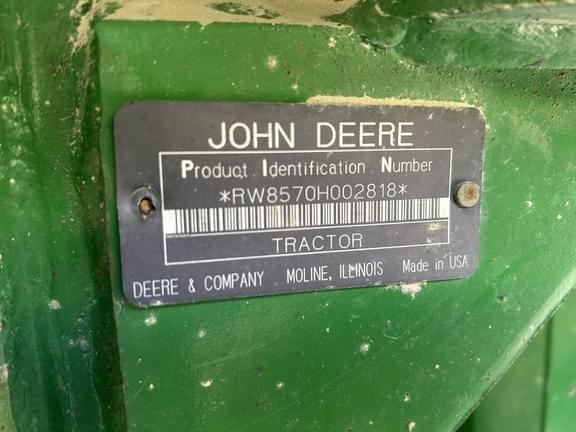 JOHN DEERE
Product Identification Number
*RW8570H002818*
TRACTOR
DEERE & COMPANY MOLINE, ILLINOIS Made in USA